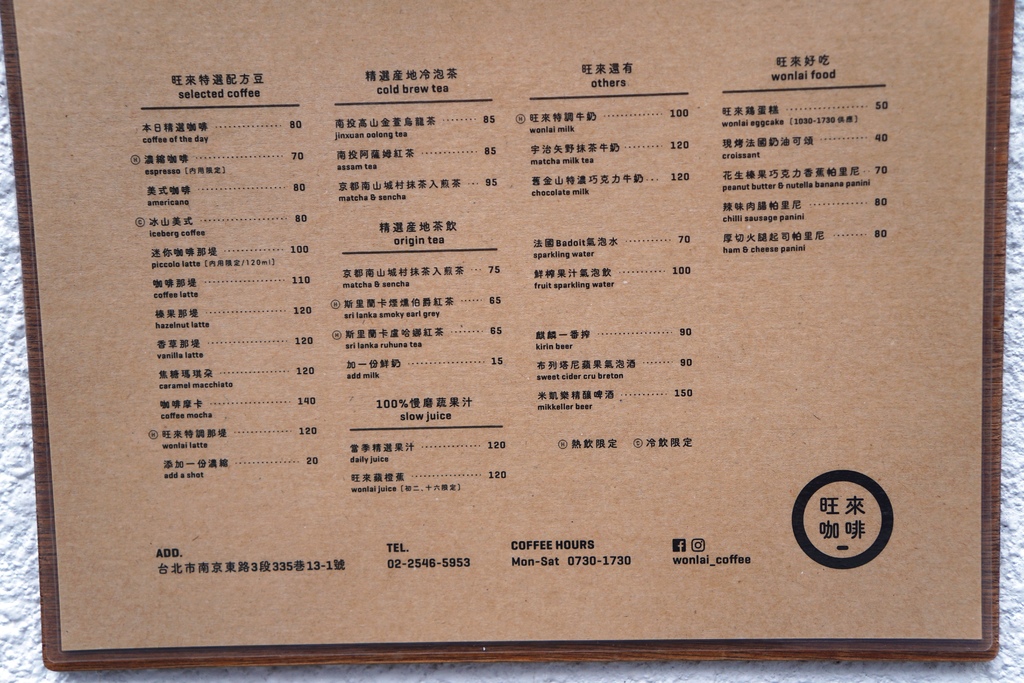 旺來特選配方豆
selected coffee
本日精選咖啡 80
coffee of the day
Ⓗ 濃縮咖啡 70
espresso [內用限定]
美式咖啡 80
americano
Ⓒ 冰山美式 80
iceberg coffee
迷你咖啡那堤 100
piccolo latte [內用限定/120ml]
咖啡那堤 110
coffee latte
榛果那堤 120
hazelnut latte
香草那堤 120
vanilla latte
焦糖瑪琪朵 120
caramel macchiato
咖啡摩卡 140
coffee mocha
Ⓗ 旺來特調那堤 120
wonlai latte
添加一份濃縮 20
add a shot
精選産地冷泡茶
cold brew tea
南投高山金萱烏龍茶 85
jinxuan oolong tea
南投阿薩姆紅茶 85
assam tea
京都南山城村抹茶入煎茶 95
matcha & sencha
精選産地茶飲
origin tea
京都南山城村抹茶入煎茶 75
matcha & sencha
Ⓗ 斯里蘭卡煙燻伯爵紅茶 65
sri lanka smoky earl grey
Ⓗ 斯里蘭卡盧哈娜紅茶 65
sri lanka ruhuna tea
加一份鮮奶 15
add milk
100%慢磨蔬果汁
slow juice
當季精選果汁 120
daily juice
旺來蘋橙蕉 120
wonlai juice [初二、十六限定]
旺來還有
others
Ⓗ 旺來特調牛奶 100
wonlai milk
宇治矢野抹茶牛奶 120
matcha milk tea
舊金山特濃巧克力牛奶 120
chocolate milk
法國Badoit氣泡水 70
sparkling water
鮮榨果汁氣泡飲 100
fruit sparkling water
麒麟一番搾 90
kirin beer
布列塔尼蘋果氣泡酒 90
sweet cider cru breton
米凱樂精釀啤酒 150
mikkeller beer
Ⓗ 熱飲限定 Ⓒ 冷飲限定
旺來好吃
wonlai food
旺來鶏蛋糕 50
wonlai eggcake [1030-1730 供應]
現烤法國奶油可頌 40
croissant
花生榛果巧克力香蕉帕里尼 70
peanut butter & nutella banana panini
辣味肉腸帕里尼 80
chilli sausage panini
厚切火腿起司帕里尼 80
ham & cheese panini
旺來
咖啡
ADD.
台北市南京東路3段335巷13-1號
TEL.
02-2546-5953
COFFEE HOURS
Mon-Sat 0730-1730
wonlai_coffee